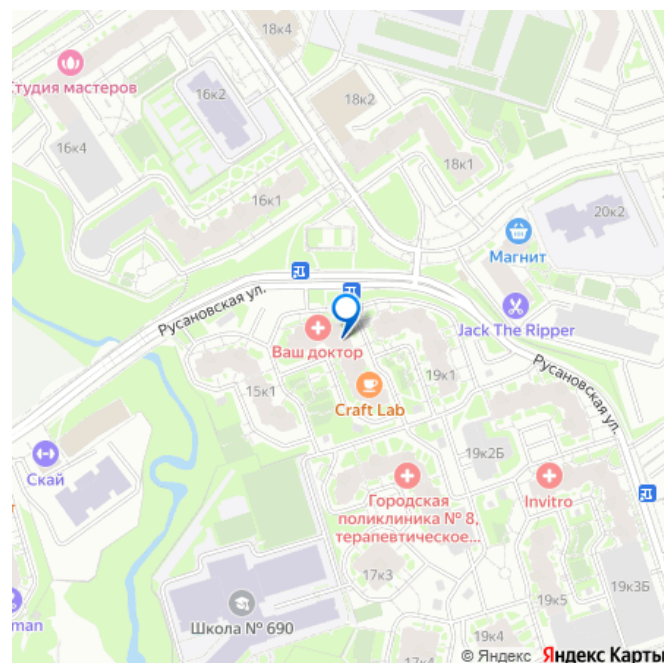 18к4
Студия мастеров
16к2
18к2
16к4
18к1
16к1
20к2
Магнит
Русановская ул.
Jack The Ripper
Ваш доктор
19к1
Русановская ул.
15к1
Craft Lab
19к2Б
Скай
Городская
поликлиника № 8,
терапевтическое...
Invitro
17к3
19к3Б
19к5
man
Школа № 690
19к4
© Яндекс Яндекс Карты